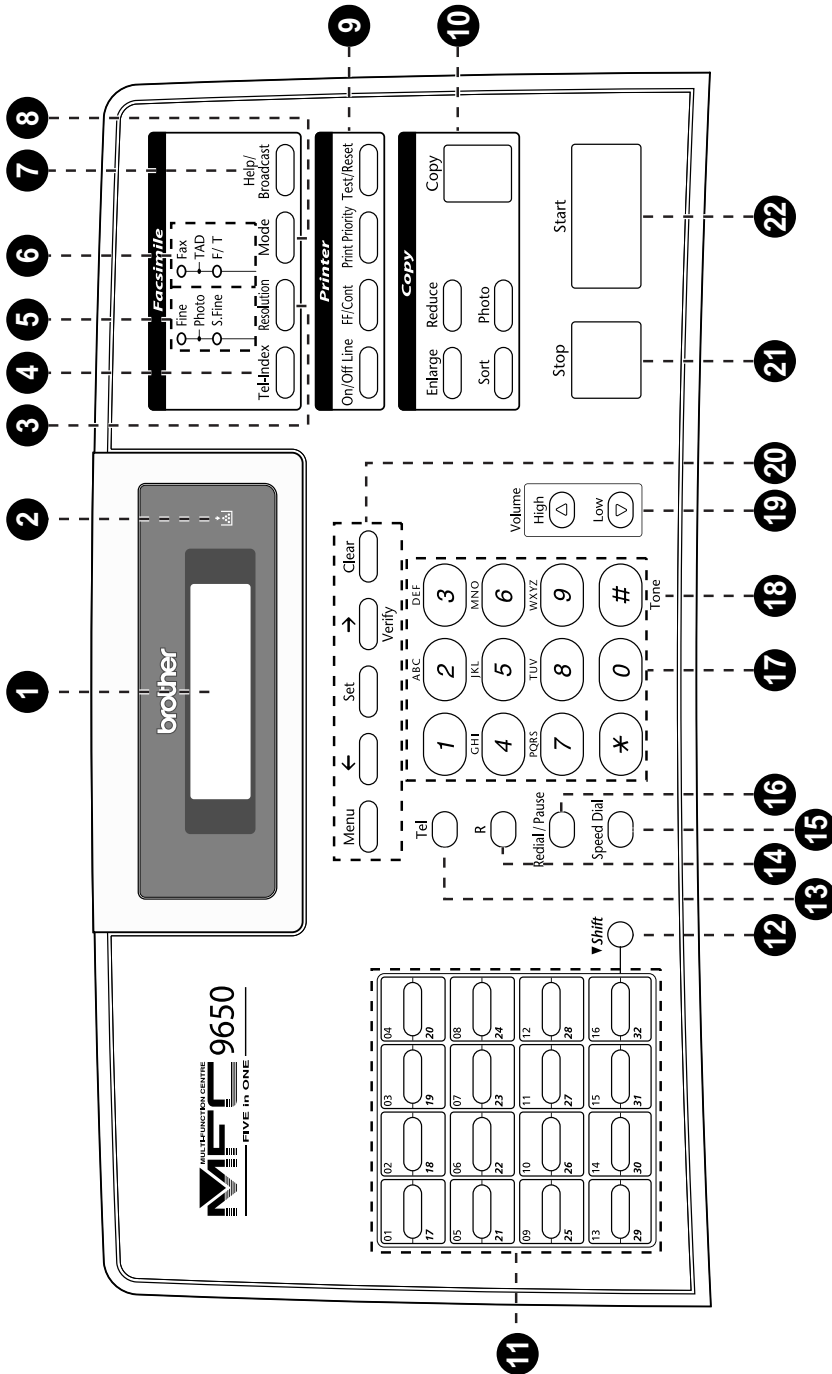 1 2 3 4 5 6 7 8 9 10
brother
MULTI-FUNCTION CENTRE
MFC 9650
FIVE in ONE
Facsimile
Fine
Photo
S.Fine
Fax
TAD
F/T
Tel-Index Resolution Mode Help/
Broadcast
Printer
On/Off Line FF/Cont Print Priority Test/Reset
Copy
Enlarge Reduce Copy
Sort Photo
Stop Start
Menu ← Set → Clear
Verify
01 02 03 04
17 18 19 20
05 06 07 08
21 22 23 24
09 10 11 12
25 26 27 28
13 14 15 16
29 30 31 32
▼Shift
Tel
R
Redial / Pause
Speed Dial
ABC DEF
1 2 3
GHI JKL MNO
4 5 6
PQRS TUV WXYZ
7 8 9
* 0 #
Tone
Volume
High
Low
11 12 13 14 15 16 17 18 19 20 21 22